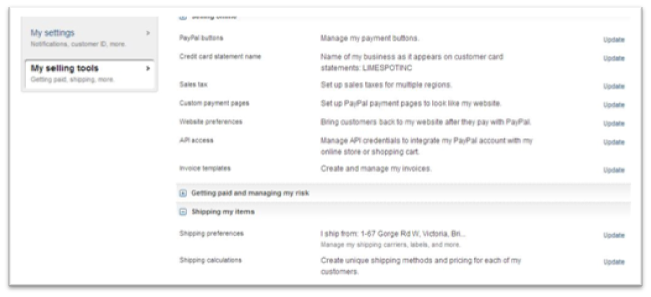 Selling online
My settings
Notifications, customer ID, more.
My selling tools
Getting paid, shipping, more.
PayPal buttons Manage my payment buttons. Update
Credit card statement name Name of my business as it appears on customer card Update
statements: LIMESPOTINC
Sales tax Set up sales taxes for multiple regions. Update
Custom payment pages Set up PayPal payment pages to look like my website. Update
Website preferences Bring customers back to my website after they pay with PayPal. Update
API access Manage API credentials to integrate my PayPal account with my Update
online store or shopping cart.
Invoice templates Create and manage my invoices. Update
Getting paid and managing my risk
Shipping my items
Shipping preferences I ship from: 1-67 Gorge Rd W, Victoria, Bri... Update
Manage my shipping carriers, labels, and more.
Shipping calculations Create unique shipping methods and pricing for each of my Update
customers.